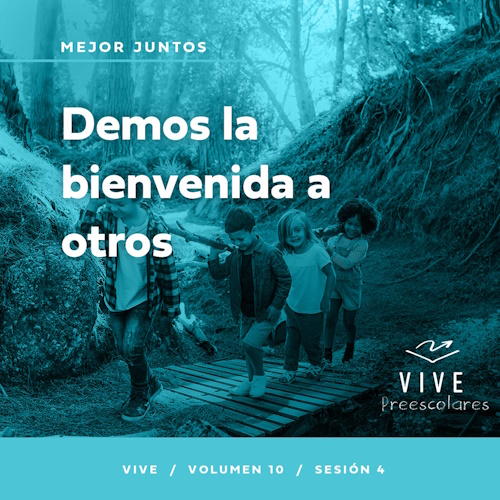 MEJOR JUNTOS
Demos la
bienvenida a
otros
VIVE
Preescolares
VIVE / VOLUMEN 10 / SESIÓN 4